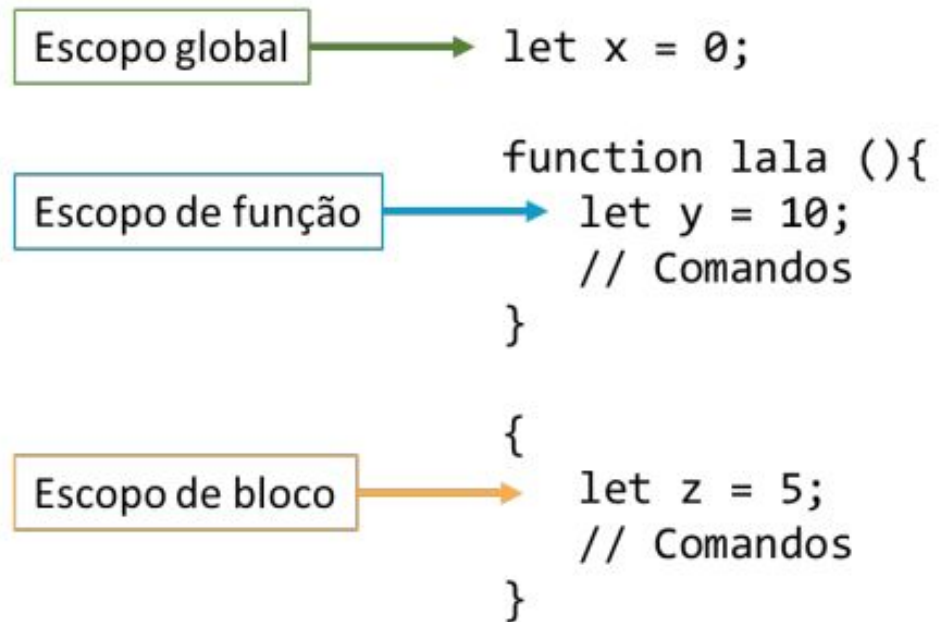 Escopo global
let x = 0;
function lala (){
Escopo de função
let y = 10;
// Comandos
}
{
Escopo de bloco
let z = 5;
// Comandos
}